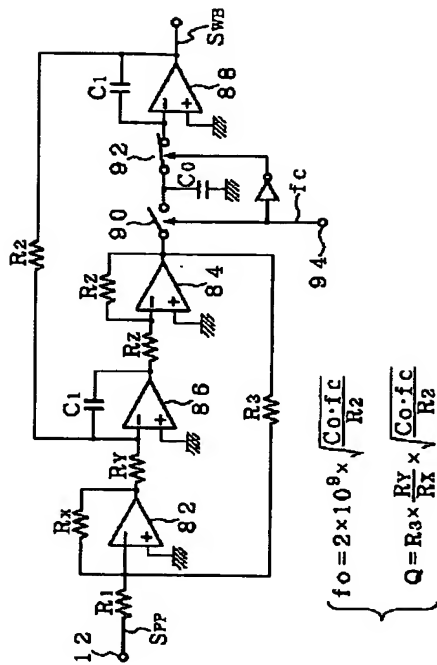 12
SPP
R1
RX
82
RY
C1
86
RZ
RZ
84
R3
R2
90
C0
92
C1
88
SWB
fc
94
fo=2×10⁹×√Co·fc/R2
Q=R3×RY/RX×√Co·fc/R2